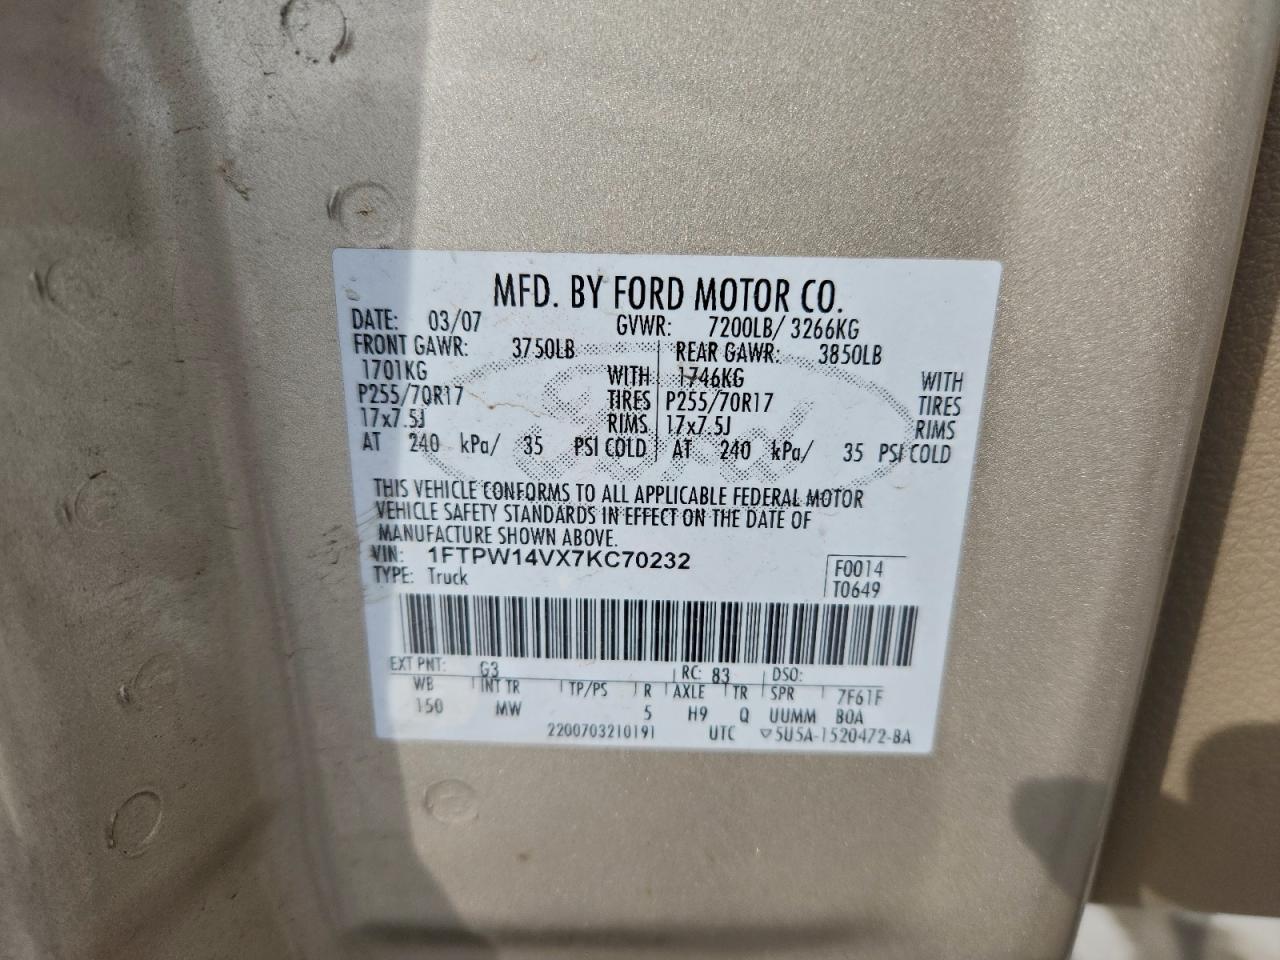 MFD. BY FORD MOTOR CO.
DATE: 03/07 GVWR: 7200LB/ 3266KG
FRONT GAWR: 3750LB REAR GAWR: 3850LB
1701KG WITH 1746KG WITH
P255/70R17 TIRES P255/70R17 TIRES
17x7.5J RIMS 17x7.5J RIMS
AT 240 kPa/ 35 PSI COLD AT 240 kPa/ 35 PSI COLD
THIS VEHICLE CONFORMS TO ALL APPLICABLE FEDERAL MOTOR
VEHICLE SAFETY STANDARDS IN EFFECT ON THE DATE OF
MANUFACTURE SHOWN ABOVE.
VIN: 1FTPW14VX7KC70232 F0014
TYPE: Truck T0649
EXT PNT: G3 RC: 83 DSO:
WB INT TR TP/PS R AXLE TR SPR 7F61F
150 MW 5 H9 Q UUMM BOA
2200703210191 UTC ▽5U5A-1520472-BA
Ford